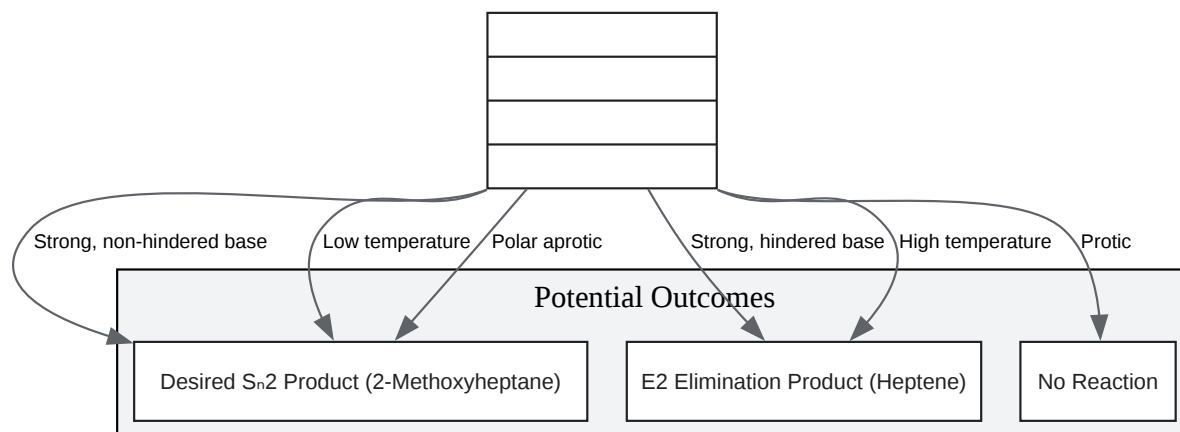 Strong, non-hindered base
Low temperature
Polar aprotic
Strong, hindered base
High temperature
Protic
Potential Outcomes
Desired Sₙ2 Product (2-Methoxyheptane)
E2 Elimination Product (Heptene)
No Reaction